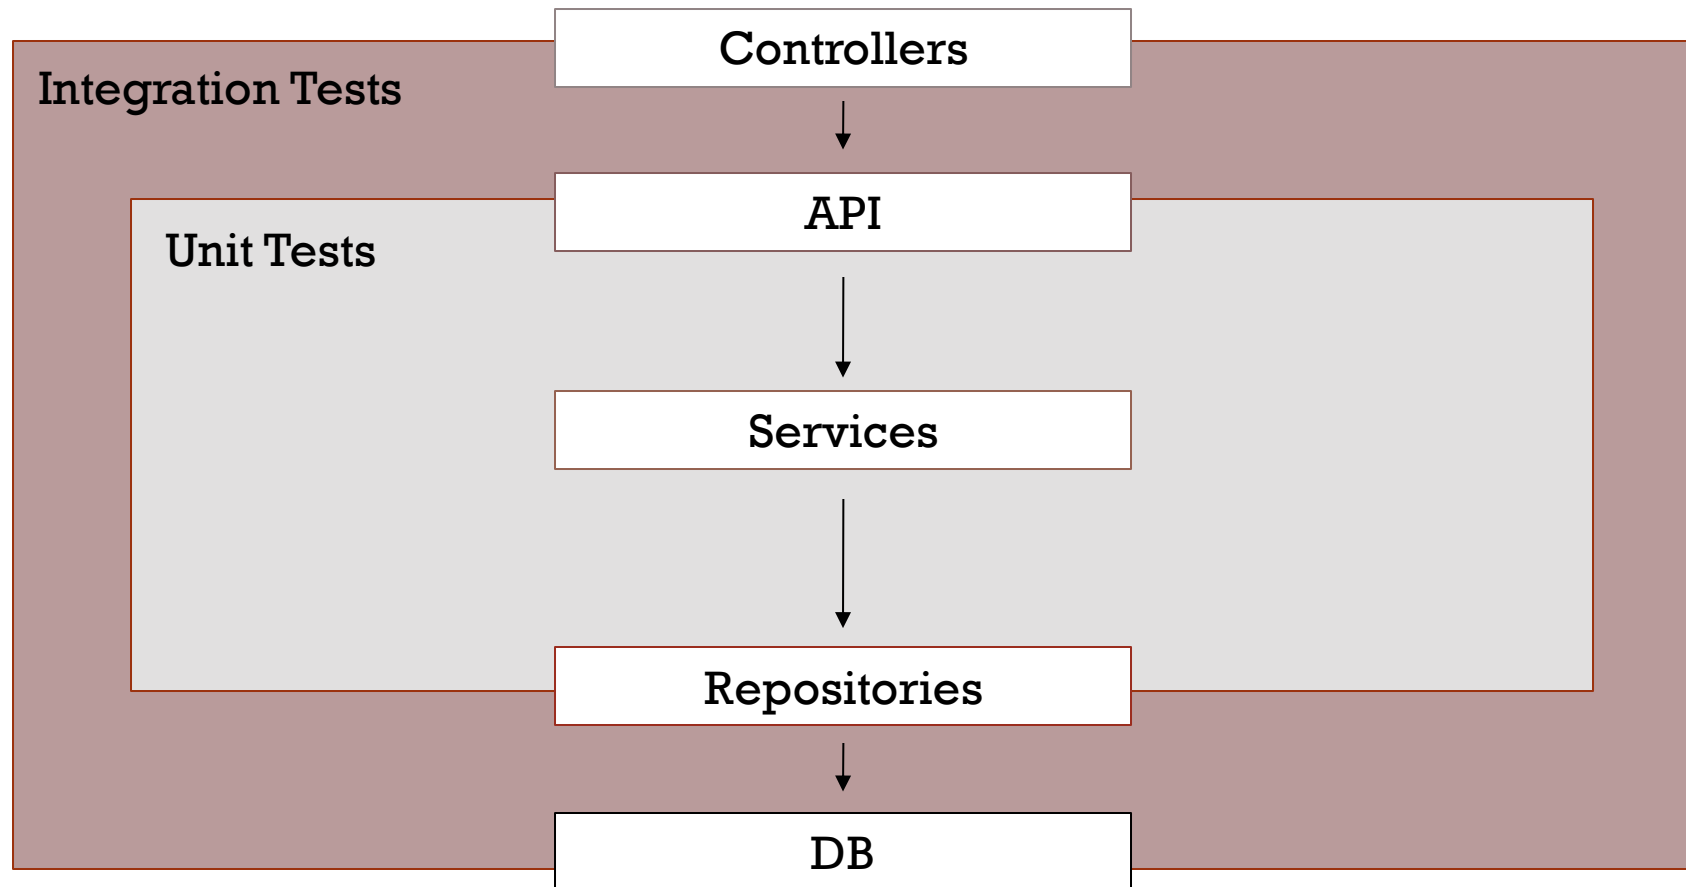 Controllers
Integration Tests
API
Unit Tests
Services
Repositories
DB